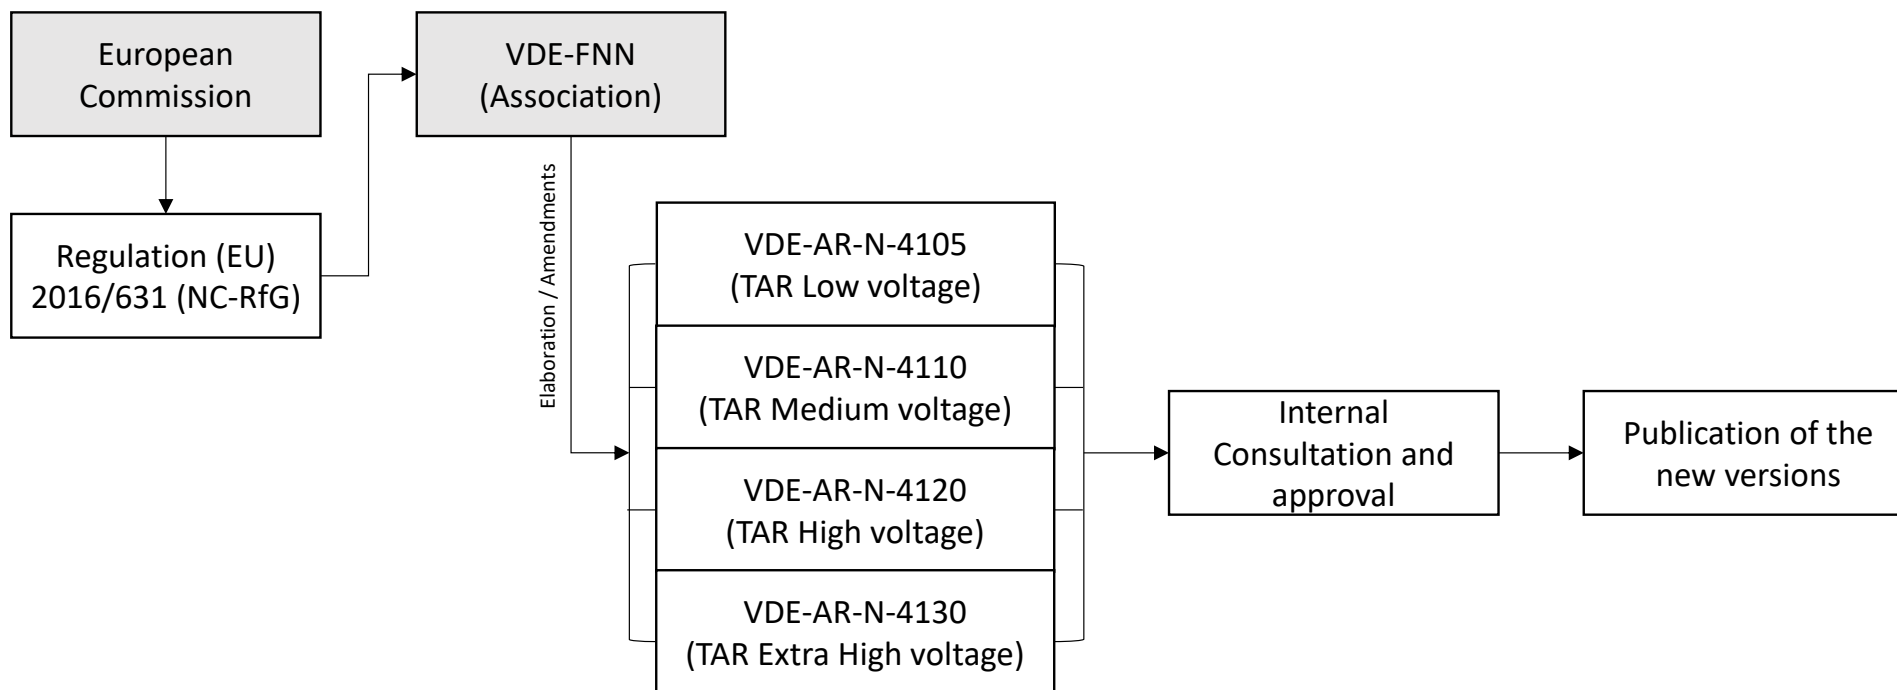 European
Commission
VDE-FNN
(Association)
Regulation (EU)
2016/631 (NC-RfG)
Elaboration / Amendments
VDE-AR-N-4105
(TAR Low voltage)
VDE-AR-N-4110
(TAR Medium voltage)
VDE-AR-N-4120
(TAR High voltage)
VDE-AR-N-4130
(TAR Extra High voltage)
Internal
Consultation and
approval
Publication of the
new versions